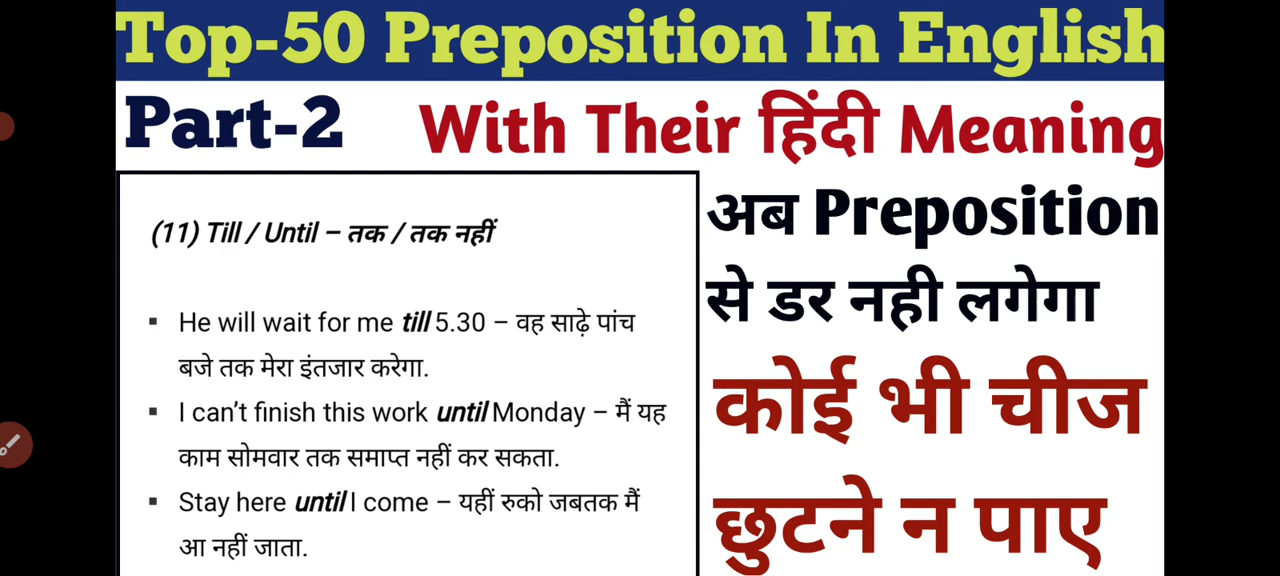 Top-50 Preposition In English
Part-2 With Their हिंदी Meaning
(11) Till / Until – तक / तक नहीं
▪ He will wait for me till 5.30 – वह साढ़े पांच
बजे तक मेरा इंतजार करेगा.
▪ I can’t finish this work until Monday – मैं यह
काम सोमवार तक समाप्त नहीं कर सकता.
▪ Stay here until I come – यहीं रुको जबतक मैं
आ नहीं जाता.
अब Preposition
से डर नही लगेगा
कोई भी चीज
छुटने न पाए